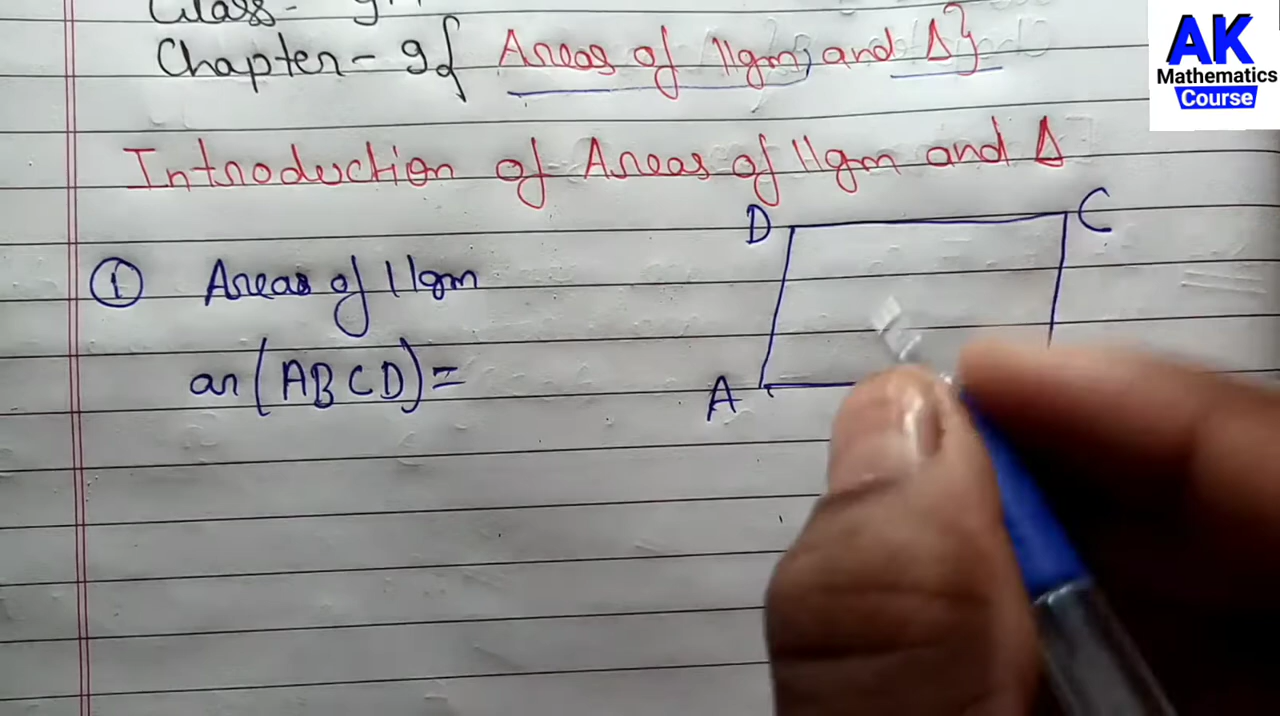 Class-
Chapter-9{ Areas of ||gm, and Δ}
Introduction of Areas of ||gm and Δ
① Areas of ||gm
ar(ABCD)=
D
C
A
AK
Mathematics
Course